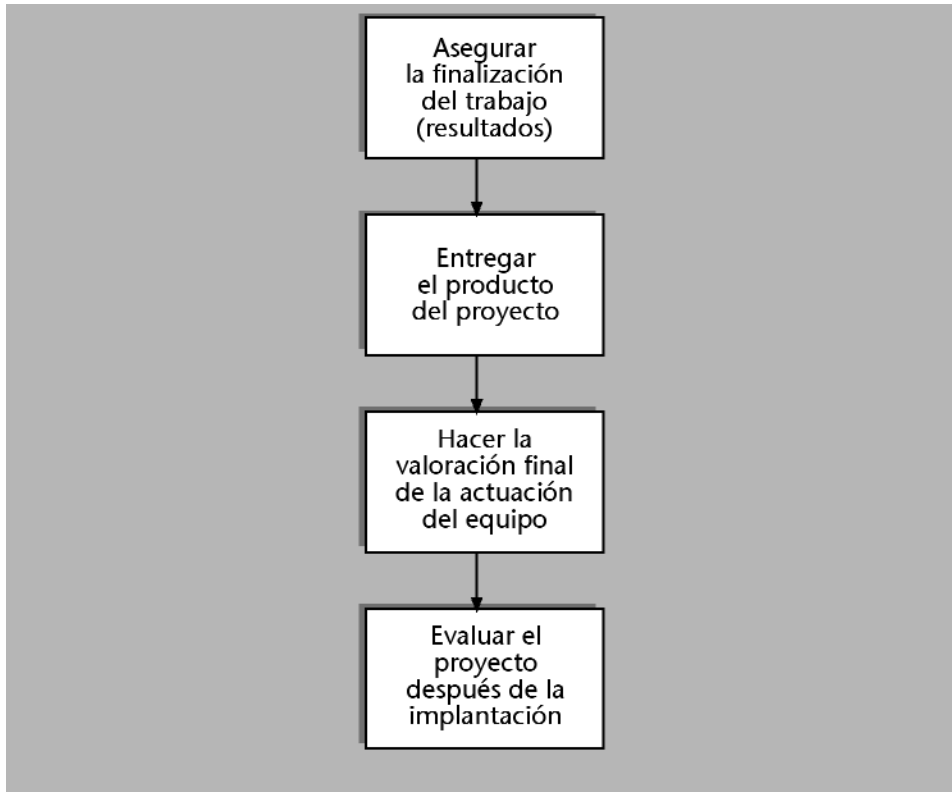 Asegurar
la finalización
del trabajo
(resultados)
Entregar
el producto
del proyecto
Hacer la
valoración final
de la actuación
del equipo
Evaluar el
proyecto
después de la
implantación